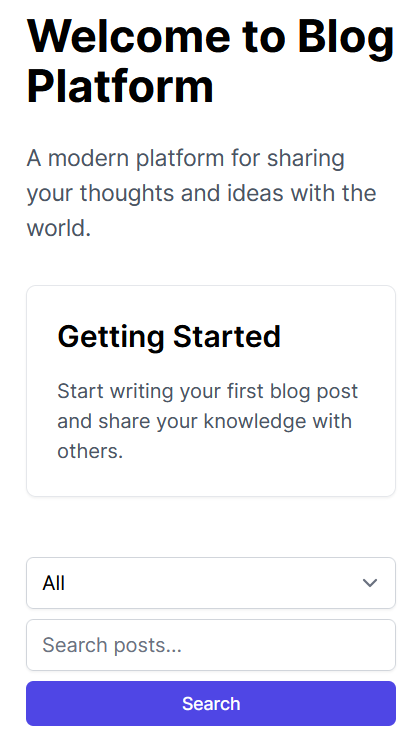 Welcome to Blog
Platform
A modern platform for sharing
your thoughts and ideas with the
world.
Getting Started
Start writing your first blog post
and share your knowledge with
others.
All
Search posts...
Search